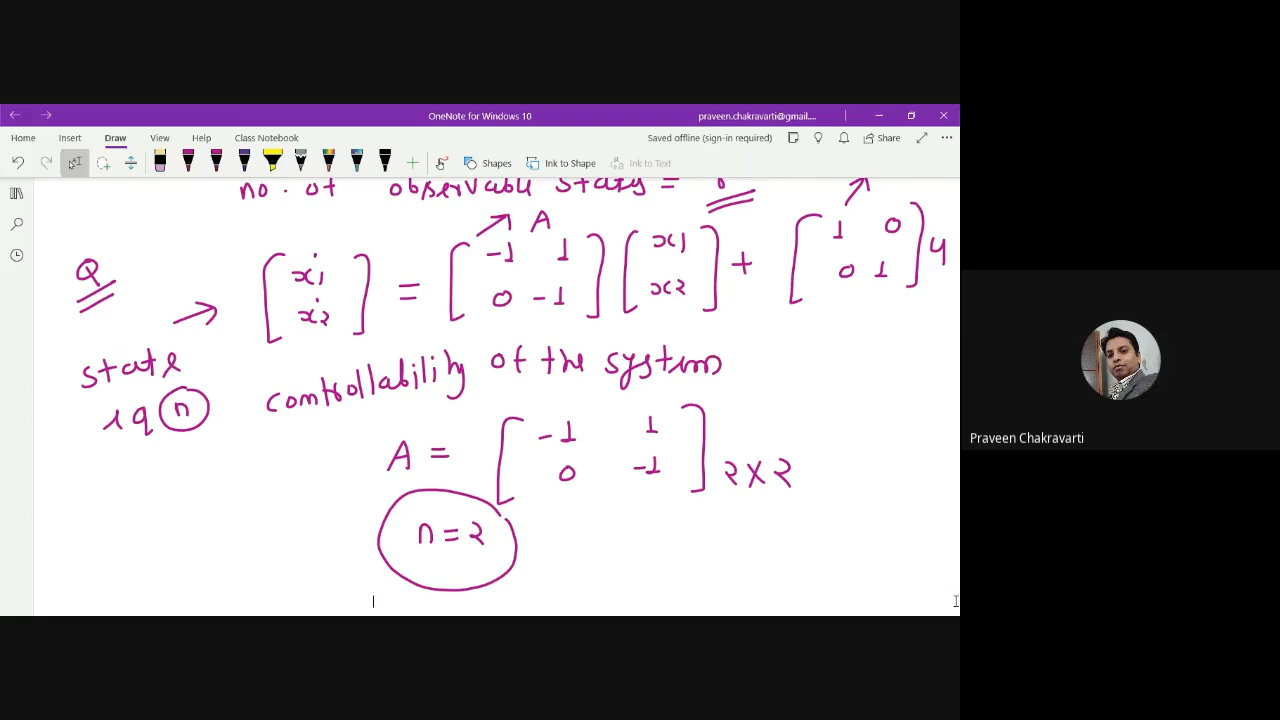 OneNote for Windows 10
praveen.chakravarti@gmail....
Home Insert Draw View Help Class Notebook
Saved offline (sign-in required) Share
Shapes Ink to Shape Ink to Text
no. of observable states =
A
Q
[ẋ1 ẋ2] = [-1 1 0 -1] [x1 x2] + [1 0 0 1] u
state
eq n
controllability of the system
A = [-1 1 0 -1] 2x2
n = 2
Praveen Chakravarti